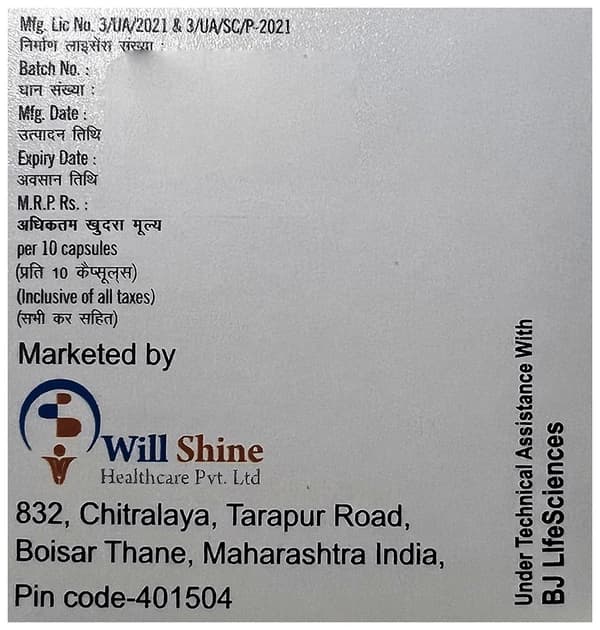 Mfg. Lic No. 3/UA/2021 & 3/UA/SC/P-2021
निर्माण लाइसेंस संख्या :
Batch No. :
घान संख्या :
Mfg. Date :
उत्पादन तिथि
Expiry Date :
अवसान तिथि
M.R.P. Rs. :
अधिकतम खुदरा मूल्य
per 10 capsules
(प्रति 10 कैप्सूल्स)
(Inclusive of all taxes)
(सभी कर सहित)
Marketed by
Will Shine
Healthcare Pvt. Ltd
832, Chitralaya, Tarapur Road,
Boisar Thane, Maharashtra India,
Pin code-401504
Under Technical Assistance With
BJ LIfeSciences